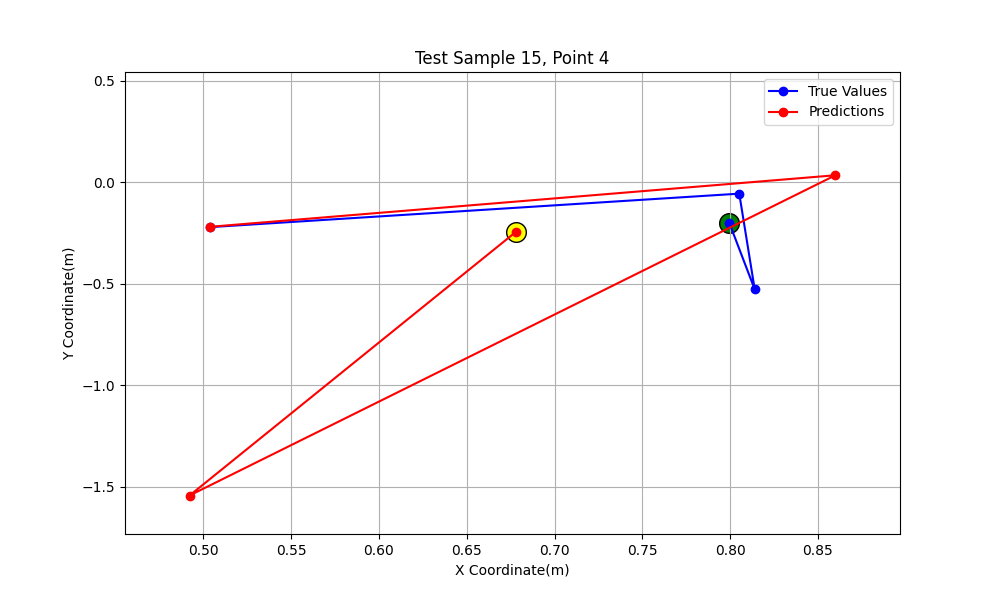 Test Sample 15, Point 4
True Values
Predictions
0.5
0.0
−0.5
−1.0
−1.5
Y Coordinate(m)
0.50 0.55 0.60 0.65 0.70 0.75 0.80 0.85
X Coordinate(m)